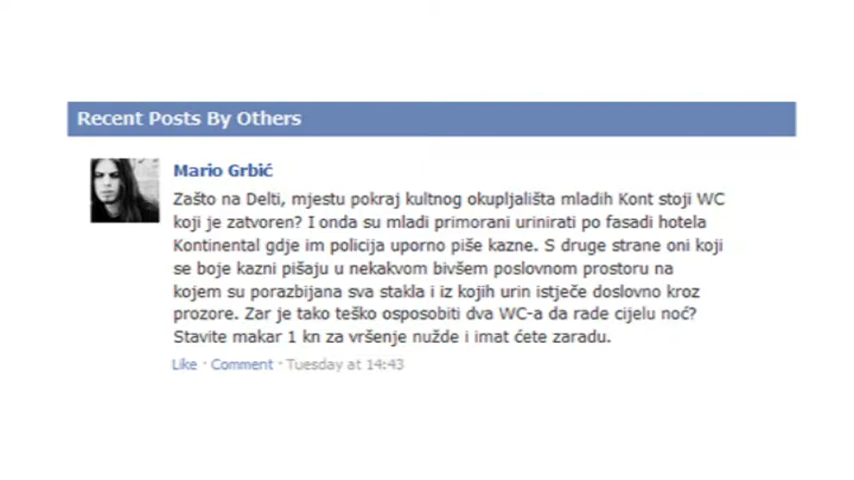 Recent Posts By Others
Mario Grbić
Zašto na Delti, mjestu pokraj kultnog okupljališta mladih Kont stoji WC
koji je zatvoren? I onda su mladi primorani urinirati po fasadi hotela
Kontinental gdje im policija uporno piše kazne. S druge strane oni koji
se boje kazni pišaju u nekakvom bivšem poslovnom prostoru na
kojem su porazbijana sva stakla i iz kojih urin istječe doslovno kroz
prozore. Zar je tako teško osposobiti dva WC-a da rade cijelu noć?
Stavite makar 1 kn za vršenje nužde i imat ćete zaradu.
Like · Comment · Tuesday at 14:43